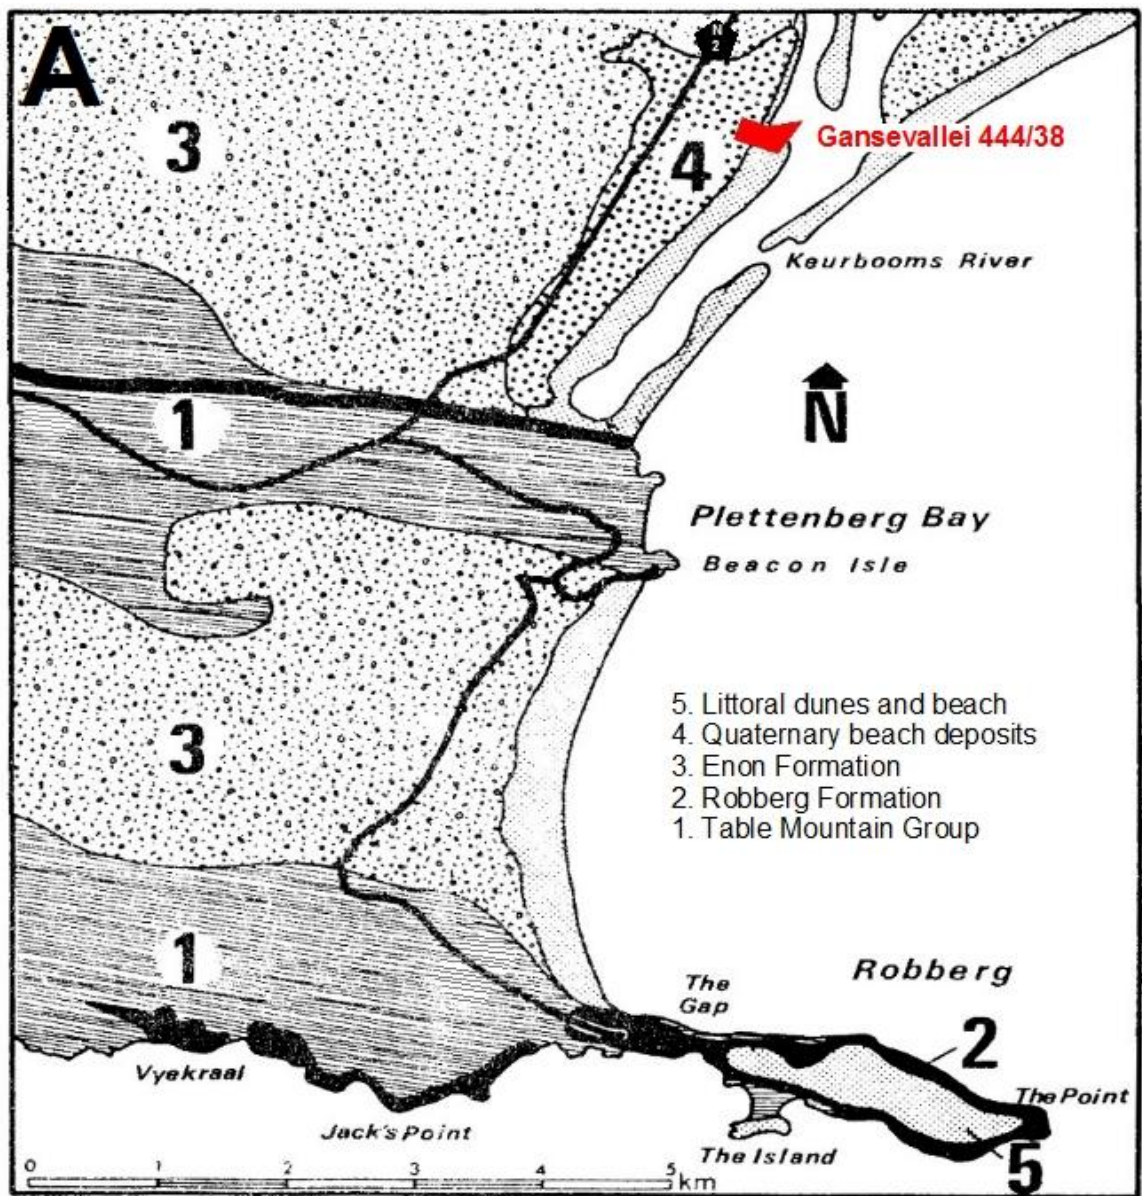 A
N
2
3
4
Gansevallei 444/38
Keurbooms River
N
1
Plettenberg Bay
Beacon Isle
5. Littoral dunes and beach
4. Quaternary beach deposits
3. Enon Formation
2. Robberg Formation
1. Table Mountain Group
3
1
Robberg
The
Gap
2
Vyekraal
The Point
Jack's Point
The Island
5
0 1 2 3 4 5 km